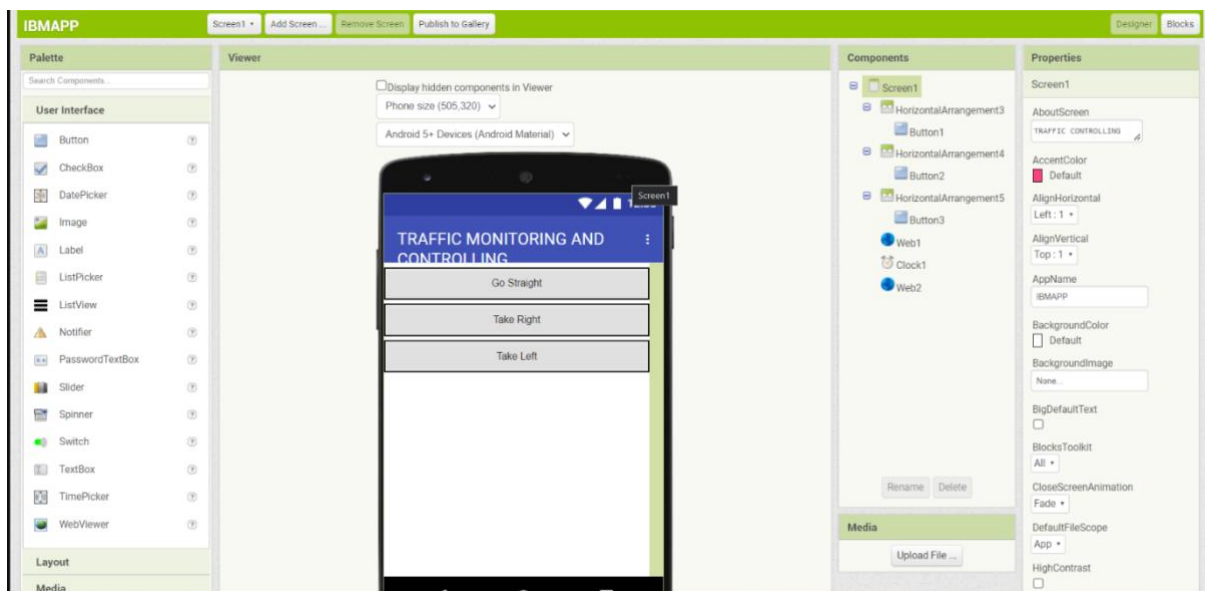 IBMAPP
Screen1
Add Screen ...
Remove Screen
Publish to Gallery
Designer
Blocks
Palette
Search Components...
User Interface
Button
CheckBox
DatePicker
Image
Label
ListPicker
ListView
Notifier
PasswordTextBox
Slider
Spinner
Switch
TextBox
TimePicker
WebViewer
Layout
Media
Viewer
Display hidden components in Viewer
Phone size (505,320)
Android 5+ Devices (Android Material)
Screen1
TRAFFIC MONITORING AND
CONTROLLING
Go Straight
Take Right
Take Left
Components
Screen1
HorizontalArrangement3
Button1
HorizontalArrangement4
Button2
HorizontalArrangement5
Button3
Web1
Clock1
Web2
Rename
Delete
Media
Upload File ...
Properties
Screen1
AboutScreen
TRAFFIC CONTROLLING
AccentColor
Default
AlignHorizontal
Left : 1
AlignVertical
Top : 1
AppName
IBMAPP
BackgroundColor
Default
BackgroundImage
None...
BigDefaultText
BlocksToolkit
All
CloseScreenAnimation
Fade
DefaultFileScope
App
HighContrast